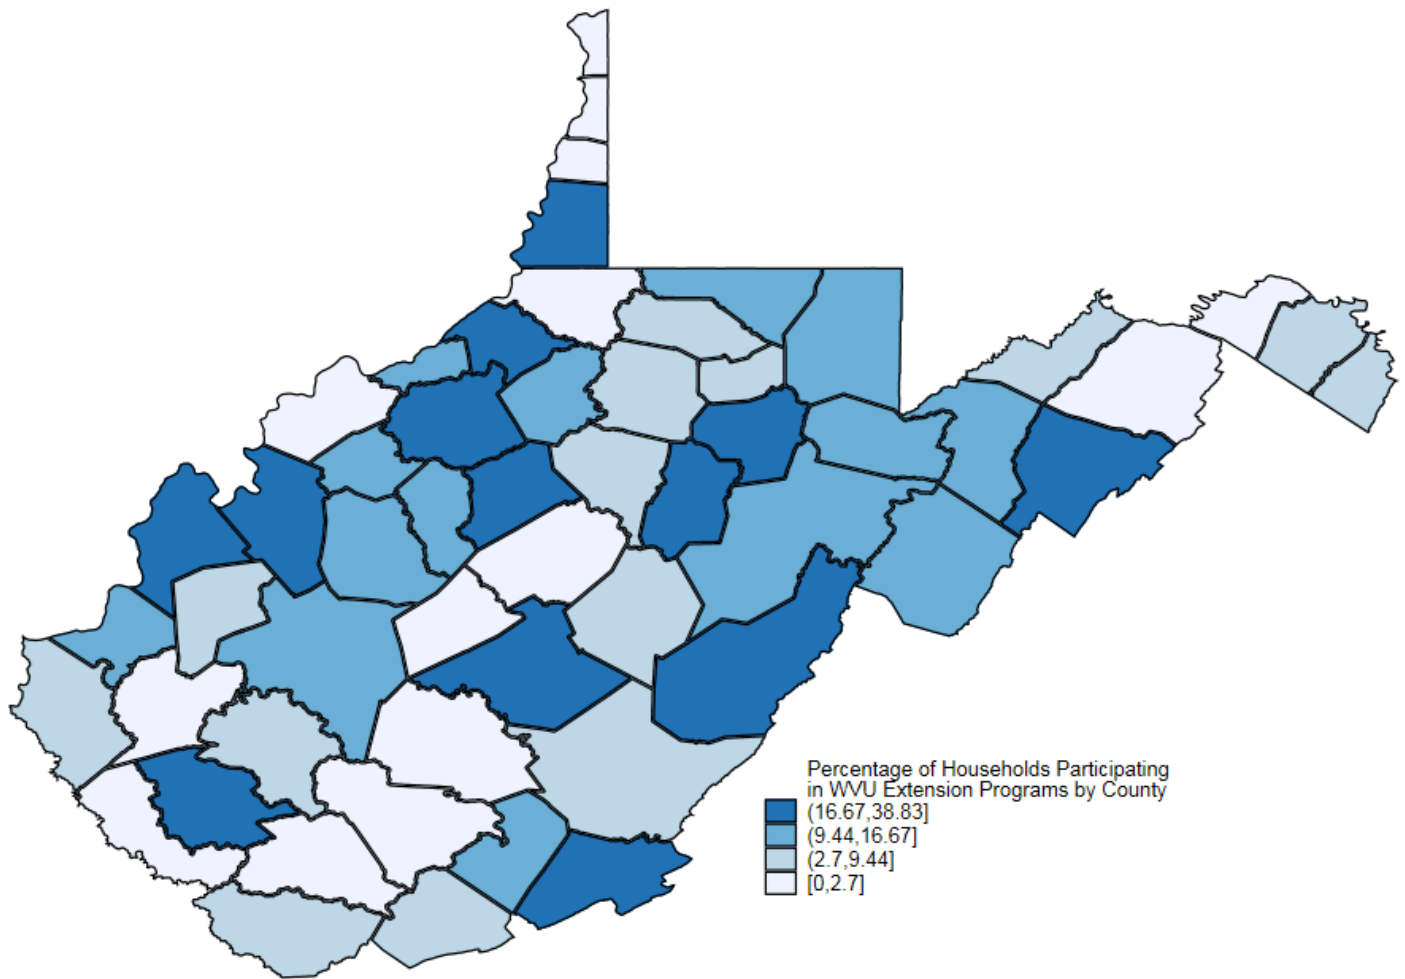 Percentage of Households Participating
in WVU Extension Programs by County
(16.67,38.83]
(9.44,16.67]
(2.7,9.44]
[0,2.7]